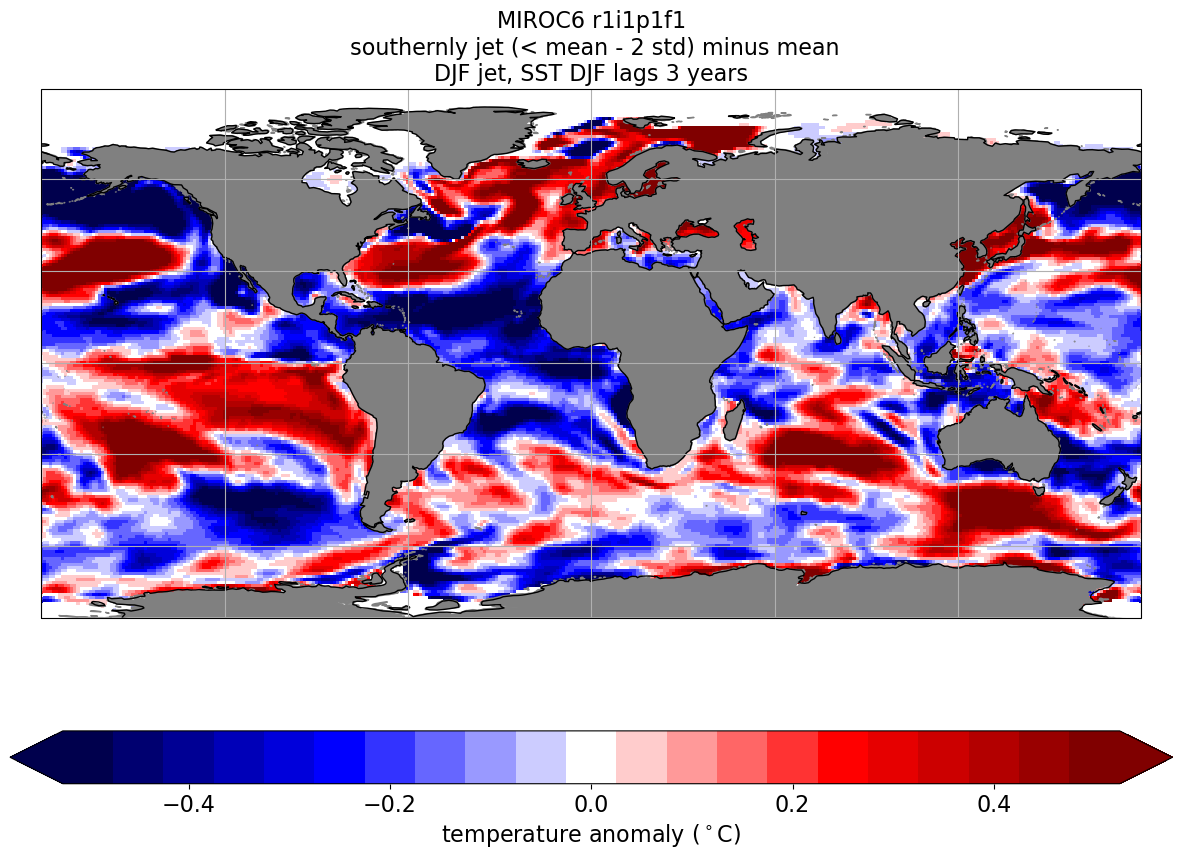 MIROC6 r1i1p1f1
southernly jet (< mean - 2 std) minus mean
DJF jet, SST DJF lags 3 years
−0.4 −0.2 0.0 0.2 0.4
temperature anomaly (°C)